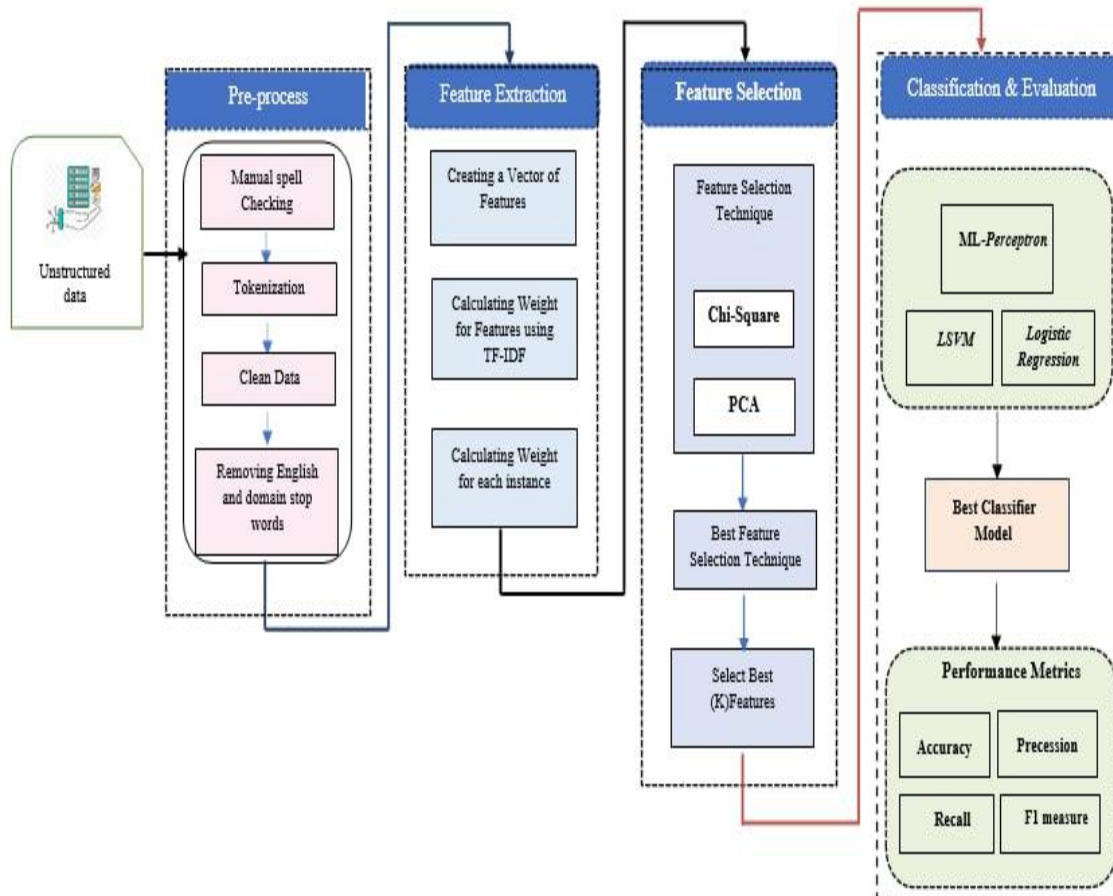 Unstructured
data
Pre-process
Manual spell
Checking
Tokenization
Clean Data
Removing English
and domain stop
words
Feature Extraction
Creating a Vector of
Features
Calculating Weight
for Features using
TF-IDF
Calculating Weight
for each instance
Feature Selection
Feature Selection
Technique
Chi-Square
PCA
Best Feature
Selection Technique
Select Best
(K)Features
Classification & Evaluation
ML-Perceptron
LSVM
Logistic
Regression
Best Classifier
Model
Performance Metrics
Accuracy
Precession
Recall
F1 measure